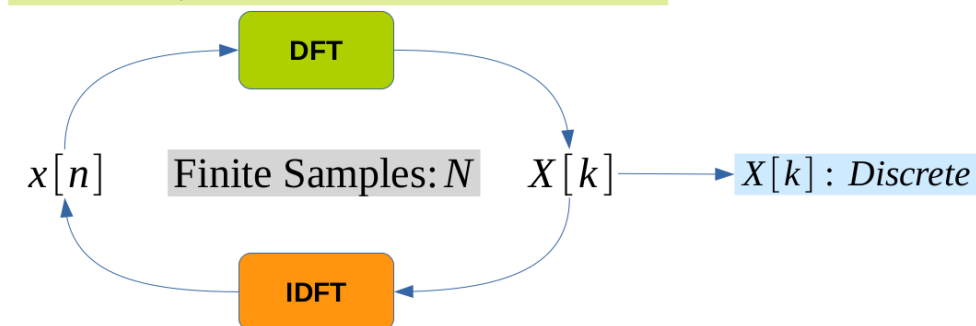 DFT
x[n]
Finite Samples: N
X[k]
X[k] : Discrete
IDFT